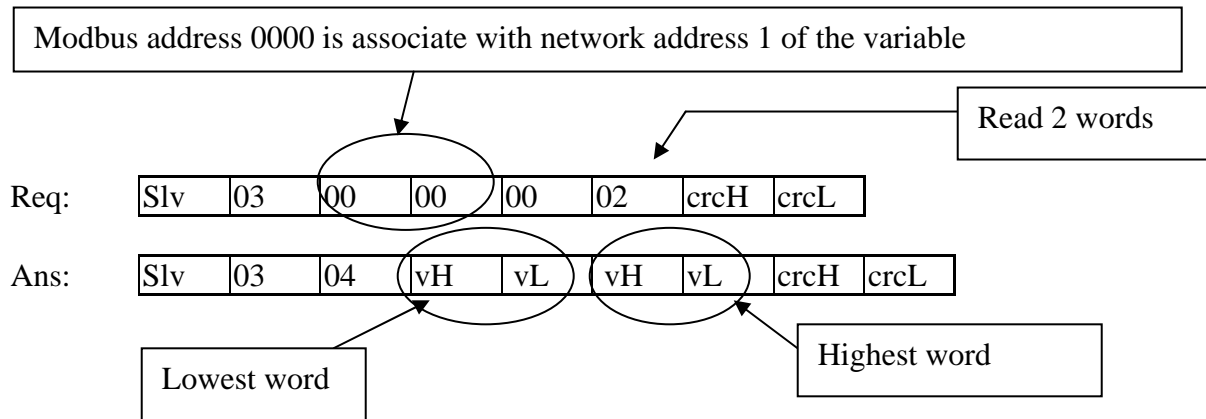 Modbus address 0000 is associate with network address 1 of the variable
Read 2 words
Req: Slv 03 00 00 00 02 crcH crcL
Ans: Slv 03 04 vH vL vH vL crcH crcL
Lowest word
Highest word